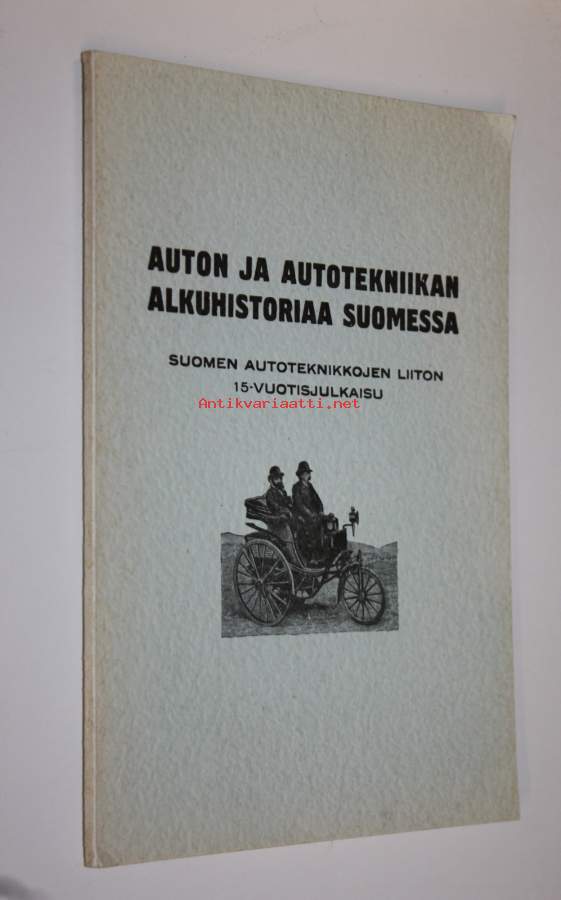 AUTON JA AUTOTEKNIIKAN
ALKUHISTORIAA SUOMESSA
SUOMEN AUTOTEKNIKKOJEN LIITON
15-VUOTISJULKAISU
Antikvariaatti.net